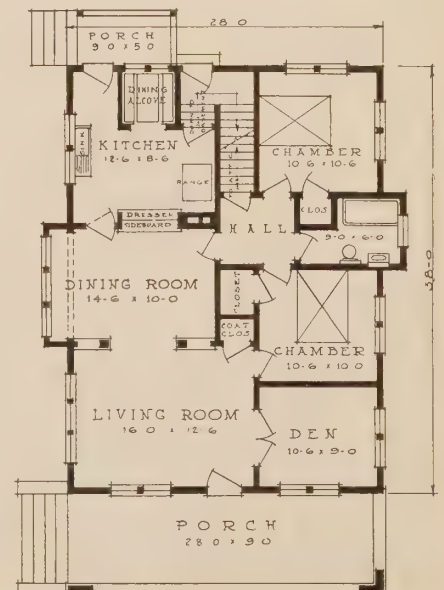 28-0
PORCH
9-0 x 5-0
DINING
ALCOVE
SINK
KITCHEN
12-6 x 8-6
RANGE
CHAMBER
10-6 x 10-6
DRESSER
SIDEBOARD
HALL
CLOS
9-0 x 6-0
38-0
DINING ROOM
14-6 x 10-0
CLOSET
COAT
CLOS
CHAMBER
10-6 x 10-0
LIVING ROOM
16-0 x 12-6
DEN
10-6 x 9-0
PORCH
28-0 x 9-0